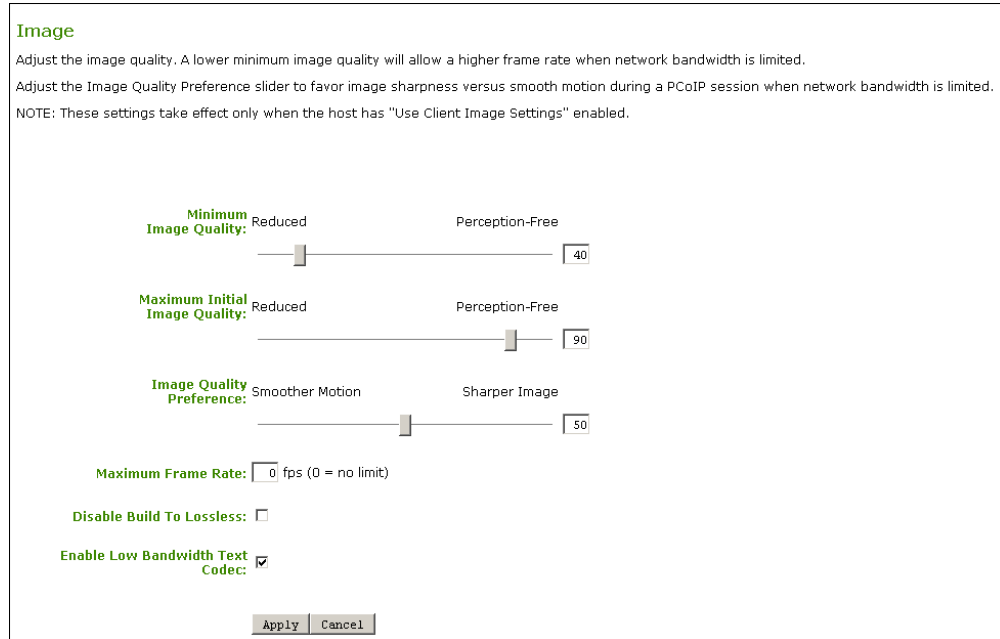 Image
Adjust the image quality. A lower minimum image quality will allow a higher frame rate when network bandwidth is limited.
Adjust the Image Quality Preference slider to favor image sharpness versus smooth motion during a PCoIP session when network bandwidth is limited.
NOTE: These settings take effect only when the host has "Use Client Image Settings" enabled.
Minimum
Image Quality:
Reduced Perception-Free
40
Maximum Initial
Image Quality:
Reduced Perception-Free
90
Image Quality
Preference:
Smoother Motion Sharper Image
50
Maximum Frame Rate: 0 fps (0 = no limit)
Disable Build To Lossless:
Enable Low Bandwidth Text
Codec:
Apply Cancel